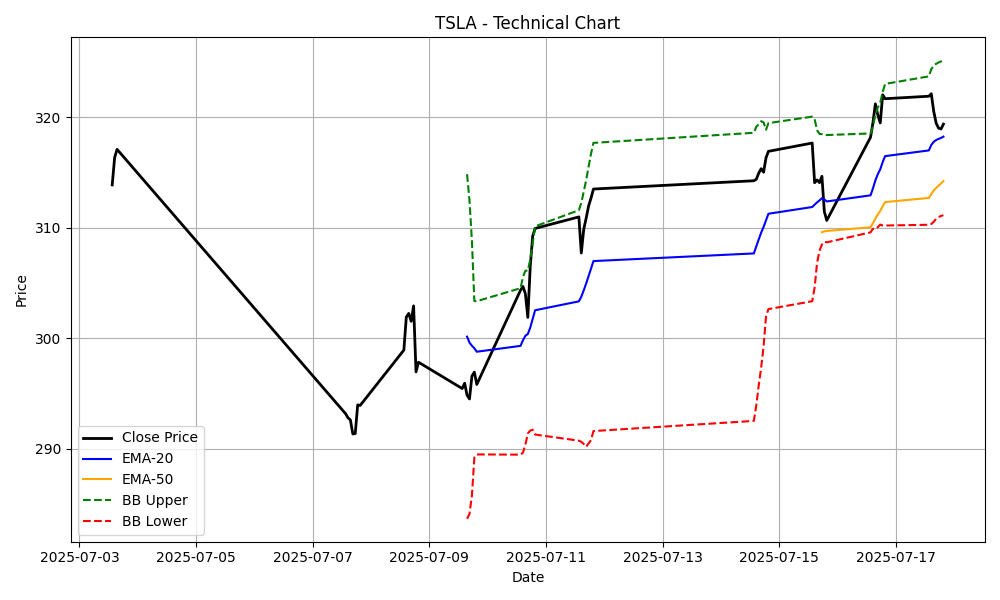 TSLA - Technical Chart
Price
320
310
300
290
Close Price
EMA-20
EMA-50
BB Upper
BB Lower
2025-07-03 2025-07-05 2025-07-07 2025-07-09 2025-07-11 2025-07-13 2025-07-15 2025-07-17
Date